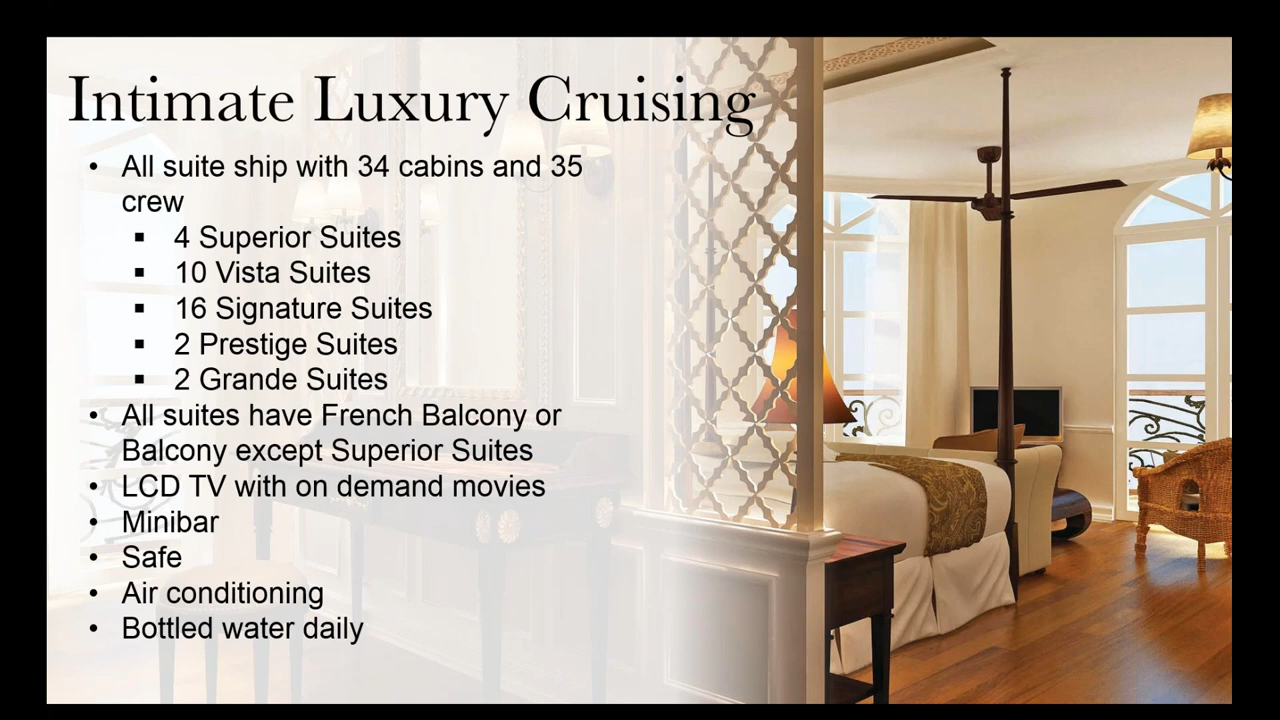 Intimate Luxury Cruising
• All suite ship with 34 cabins and 35
crew
▪ 4 Superior Suites
▪ 10 Vista Suites
▪ 16 Signature Suites
▪ 2 Prestige Suites
▪ 2 Grande Suites
• All suites have French Balcony or
Balcony except Superior Suites
• LCD TV with on demand movies
• Minibar
• Safe
• Air conditioning
• Bottled water daily